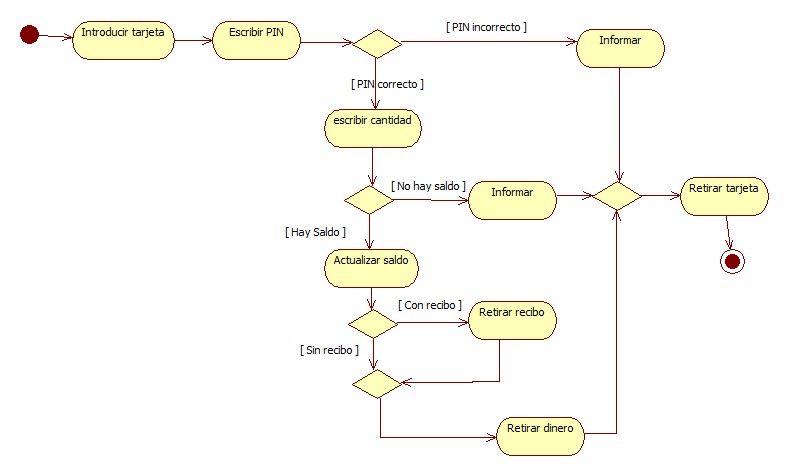 Introducir tarjeta
Escribir PIN
[ PIN incorrecto ]
Informar
[ PIN correcto ]
escribir cantidad
[ No hay saldo ]
Informar
Retirar tarjeta
[ Hay Saldo ]
Actualizar saldo
[ Con recibo ]
Retirar recibo
[ Sin recibo ]
Retirar dinero